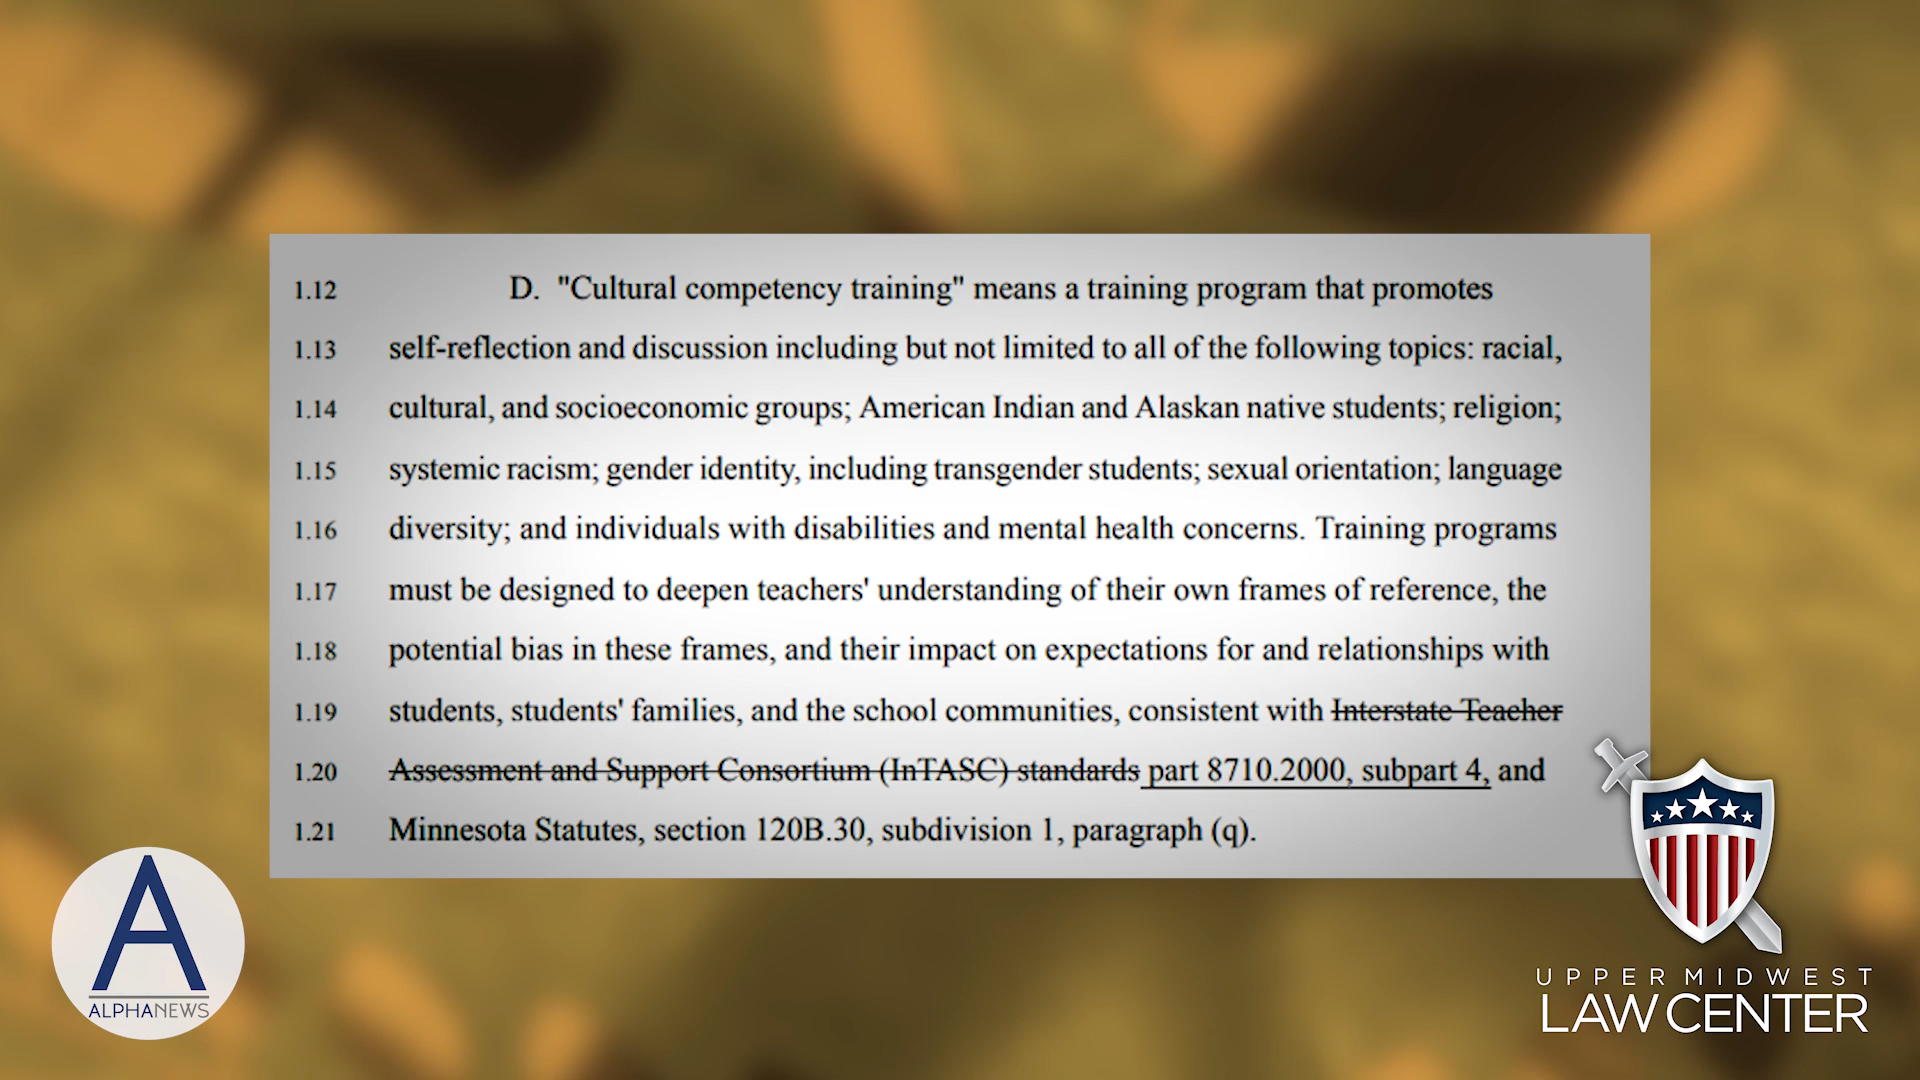 1.12 D. "Cultural competency training" means a training program that promotes
1.13 self-reflection and discussion including but not limited to all of the following topics: racial,
1.14 cultural, and socioeconomic groups; American Indian and Alaskan native students; religion;
1.15 systemic racism; gender identity, including transgender students; sexual orientation; language
1.16 diversity; and individuals with disabilities and mental health concerns. Training programs
1.17 must be designed to deepen teachers' understanding of their own frames of reference, the
1.18 potential bias in these frames, and their impact on expectations for and relationships with
1.19 students, students' families, and the school communities, consistent with Interstate Teacher
1.20 Assessment and Support Consortium (InTASC) standards part 8710.2000, subpart 4, and
1.21 Minnesota Statutes, section 120B.30, subdivision 1, paragraph (q).
A
ALPHANEWS
UPPER MIDWEST
LAW CENTER